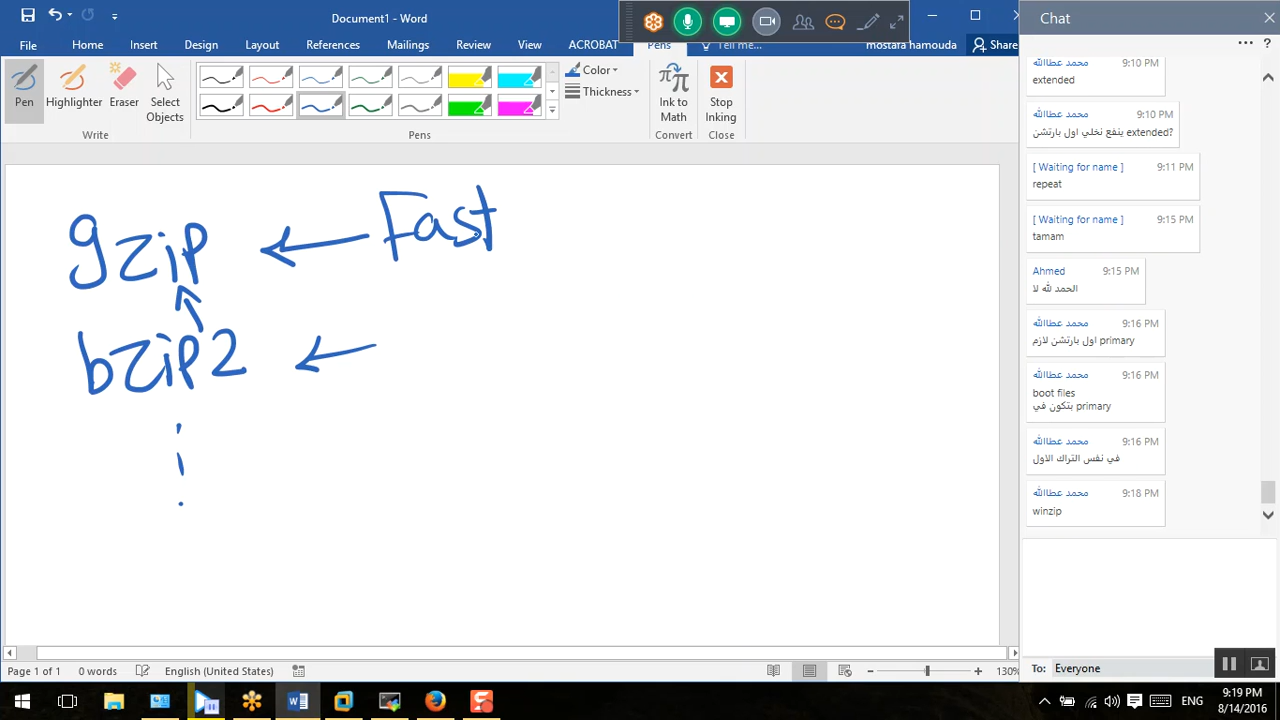 Document1 - Word
File Home Insert Design Layout References Mailings Review View ACROBAT Pens Tell me... mostafa hamouda Share
Pen Highlighter Eraser Select Objects
Color
Thickness
Ink to Math
Stop Inking
Write Pens Convert Close
gzip ← Fast
bzip2 ←
Page 1 of 1 0 words English (United States) 130%
Chat
محمد عطاالله 9:10 PM
extended
محمد عطاالله 9:10 PM
ينفع نخلي اول بارتشن extended?
[ Waiting for name ] 9:11 PM
repeat
[ Waiting for name ] 9:15 PM
tamam
Ahmed 9:15 PM
الحمد لله لا
محمد عطاالله 9:16 PM
اول بارتشن لازم primary
محمد عطاالله 9:16 PM
boot files
بتكون في primary
محمد عطاالله 9:16 PM
في نفس التراك الاول
محمد عطاالله 9:18 PM
winzip
To: Everyone
ENG 9:19 PM
8/14/2016